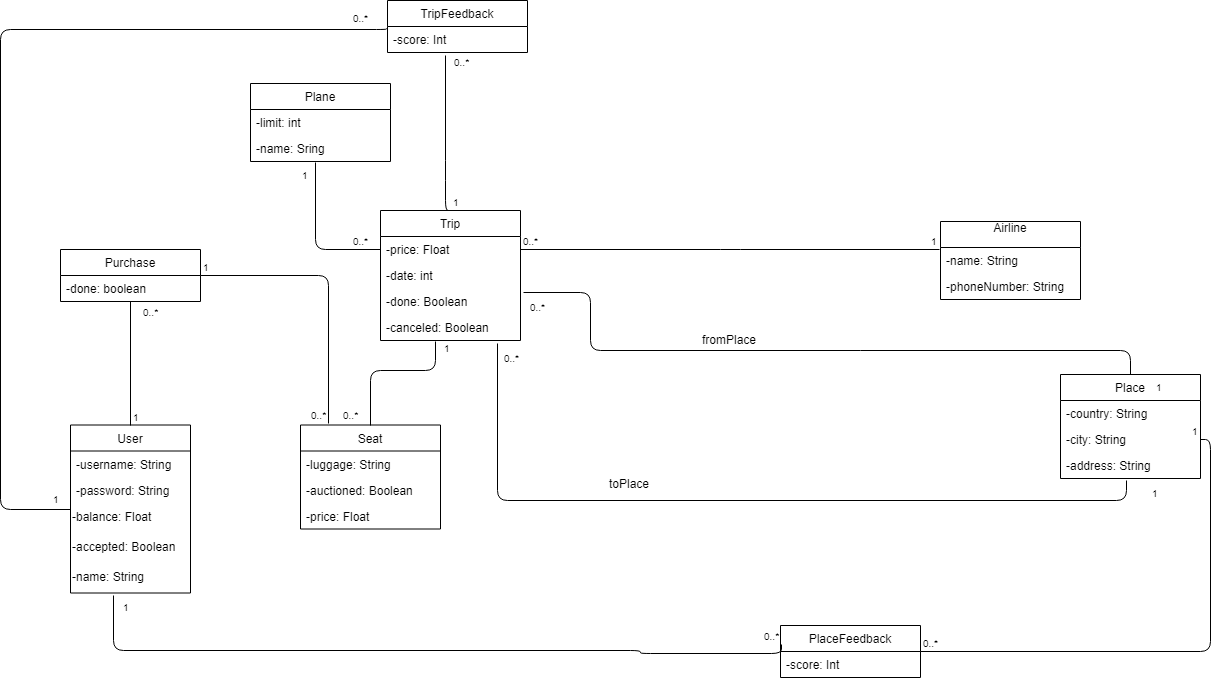 TripFeedback
0..*
-score: Int
0..*
Plane
-limit: int
-name: Sring
1
1
Trip
0..*
0..*
1
Airline
-price: Float
-date: int
-done: Boolean
-canceled: Boolean
-name: String
-phoneNumber: String
Purchase
1
-done: boolean
0..*
0..*
1
0..*
fromPlace
Place
1
-country: String
-city: String
-address: String
1
1
toPlace
1
0..*
0..*
User
-username: String
-password: String
-balance: Float
-accepted: Boolean
-name: String
1
1
Seat
-luggage: String
-auctioned: Boolean
-price: Float
0..*
PlaceFeedback
0..*
-score: Int